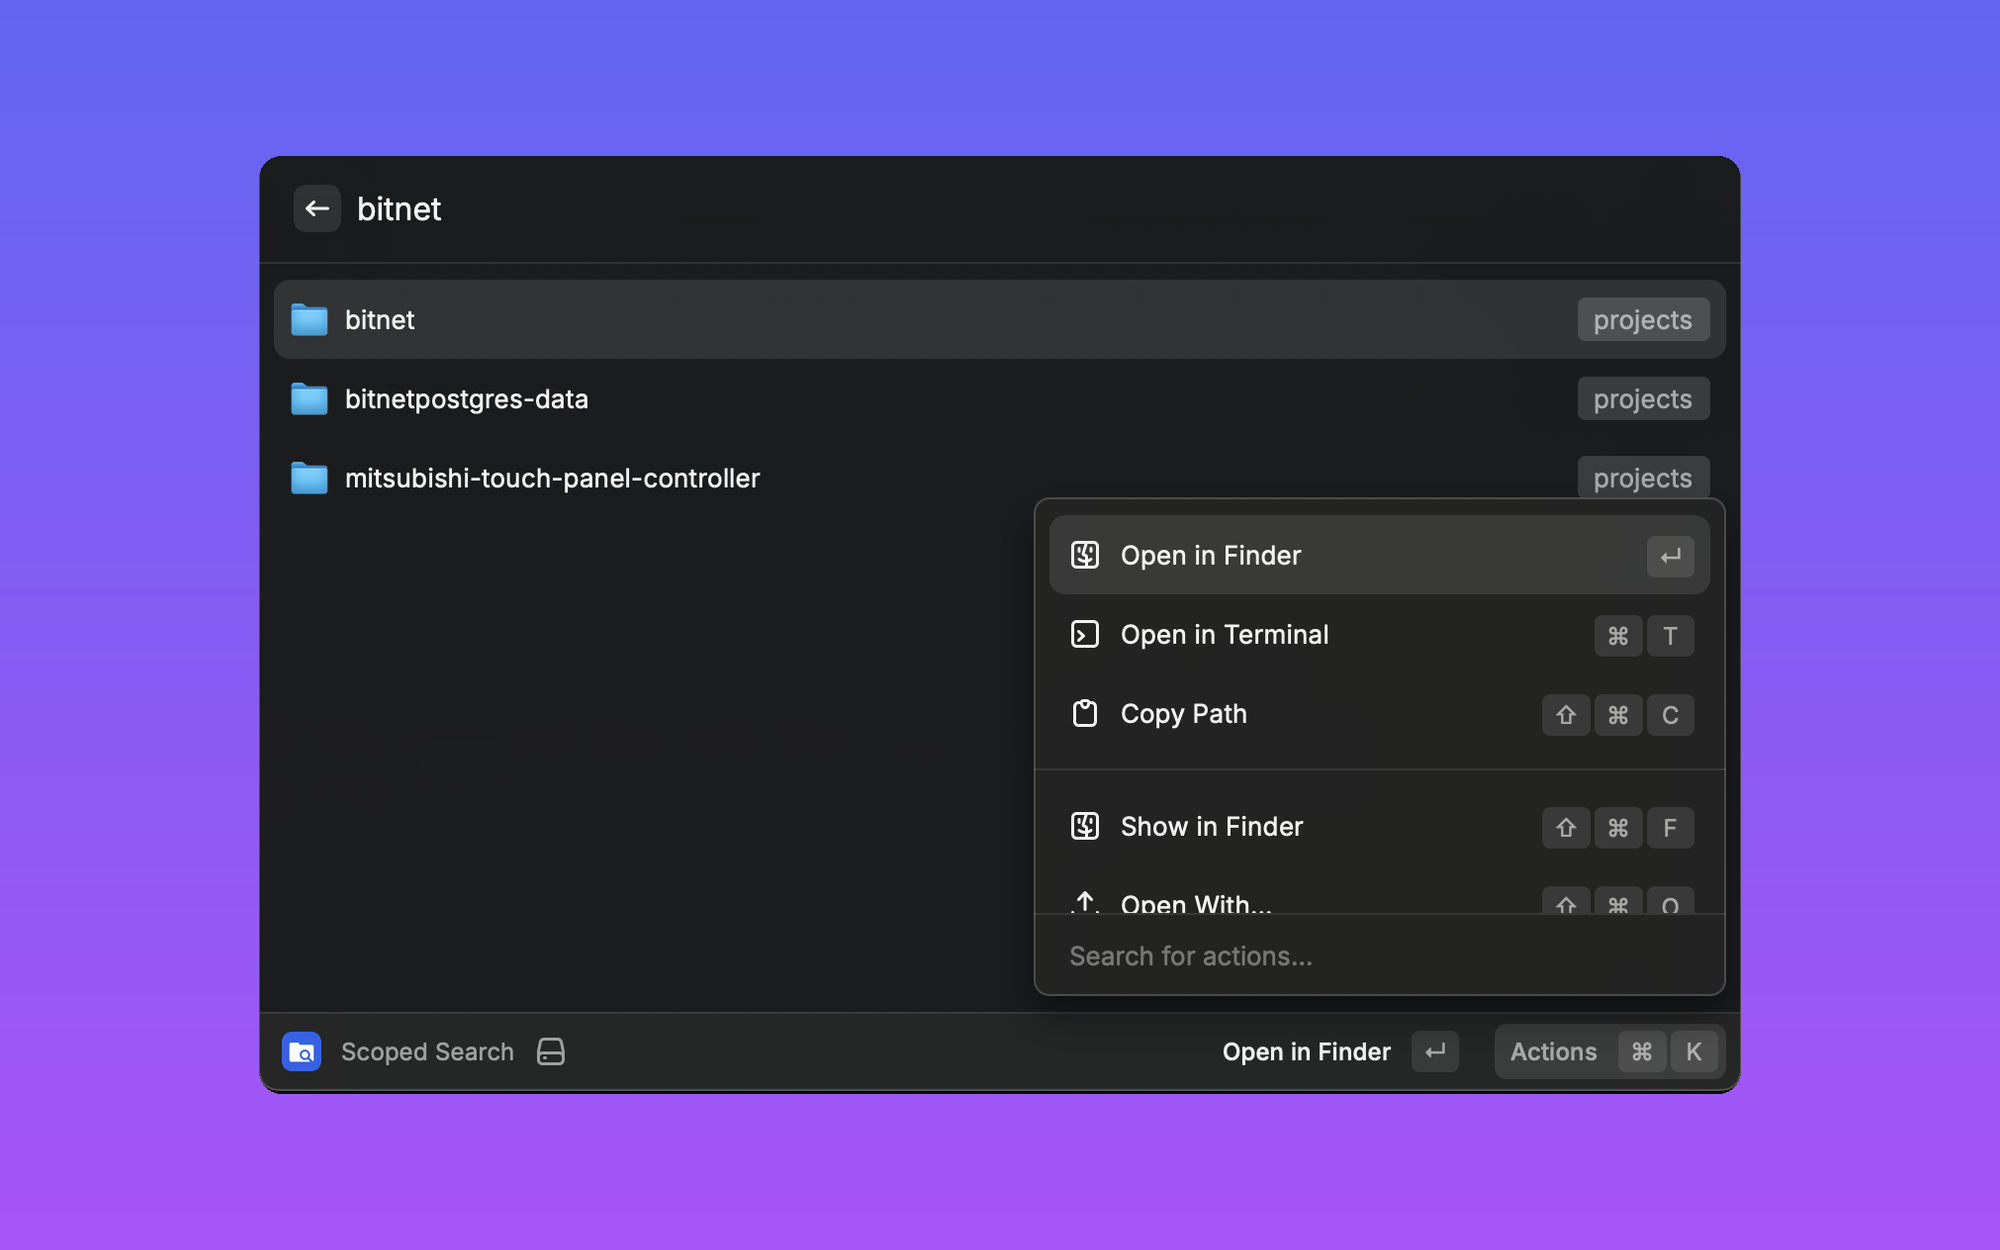 bitnet
bitnet projects
bitnetpostgres-data projects
mitsubishi-touch-panel-controller projects
Open in Finder ↵
Open in Terminal ⌘ T
Copy Path ⇧ ⌘ C
Show in Finder ⇧ ⌘ F
Open With... ⇧ ⌘ O
Search for actions...
Scoped Search Open in Finder ↵ Actions ⌘ K